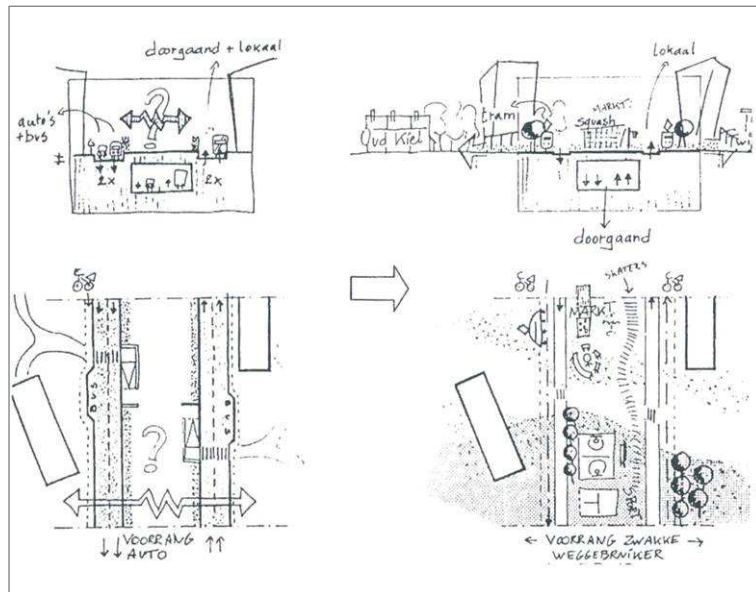 doorgaand + lokaal
auto's
+ bus
?
2x
2x
lokaal
tram
MARKT
squash
Oud Kiel
doorgaand
BUS
BUS
?
VOORRANG
AUTO
SKATERS
MARKT
← VOORRANG ZWAKKE →
WEGGEBRNIKER